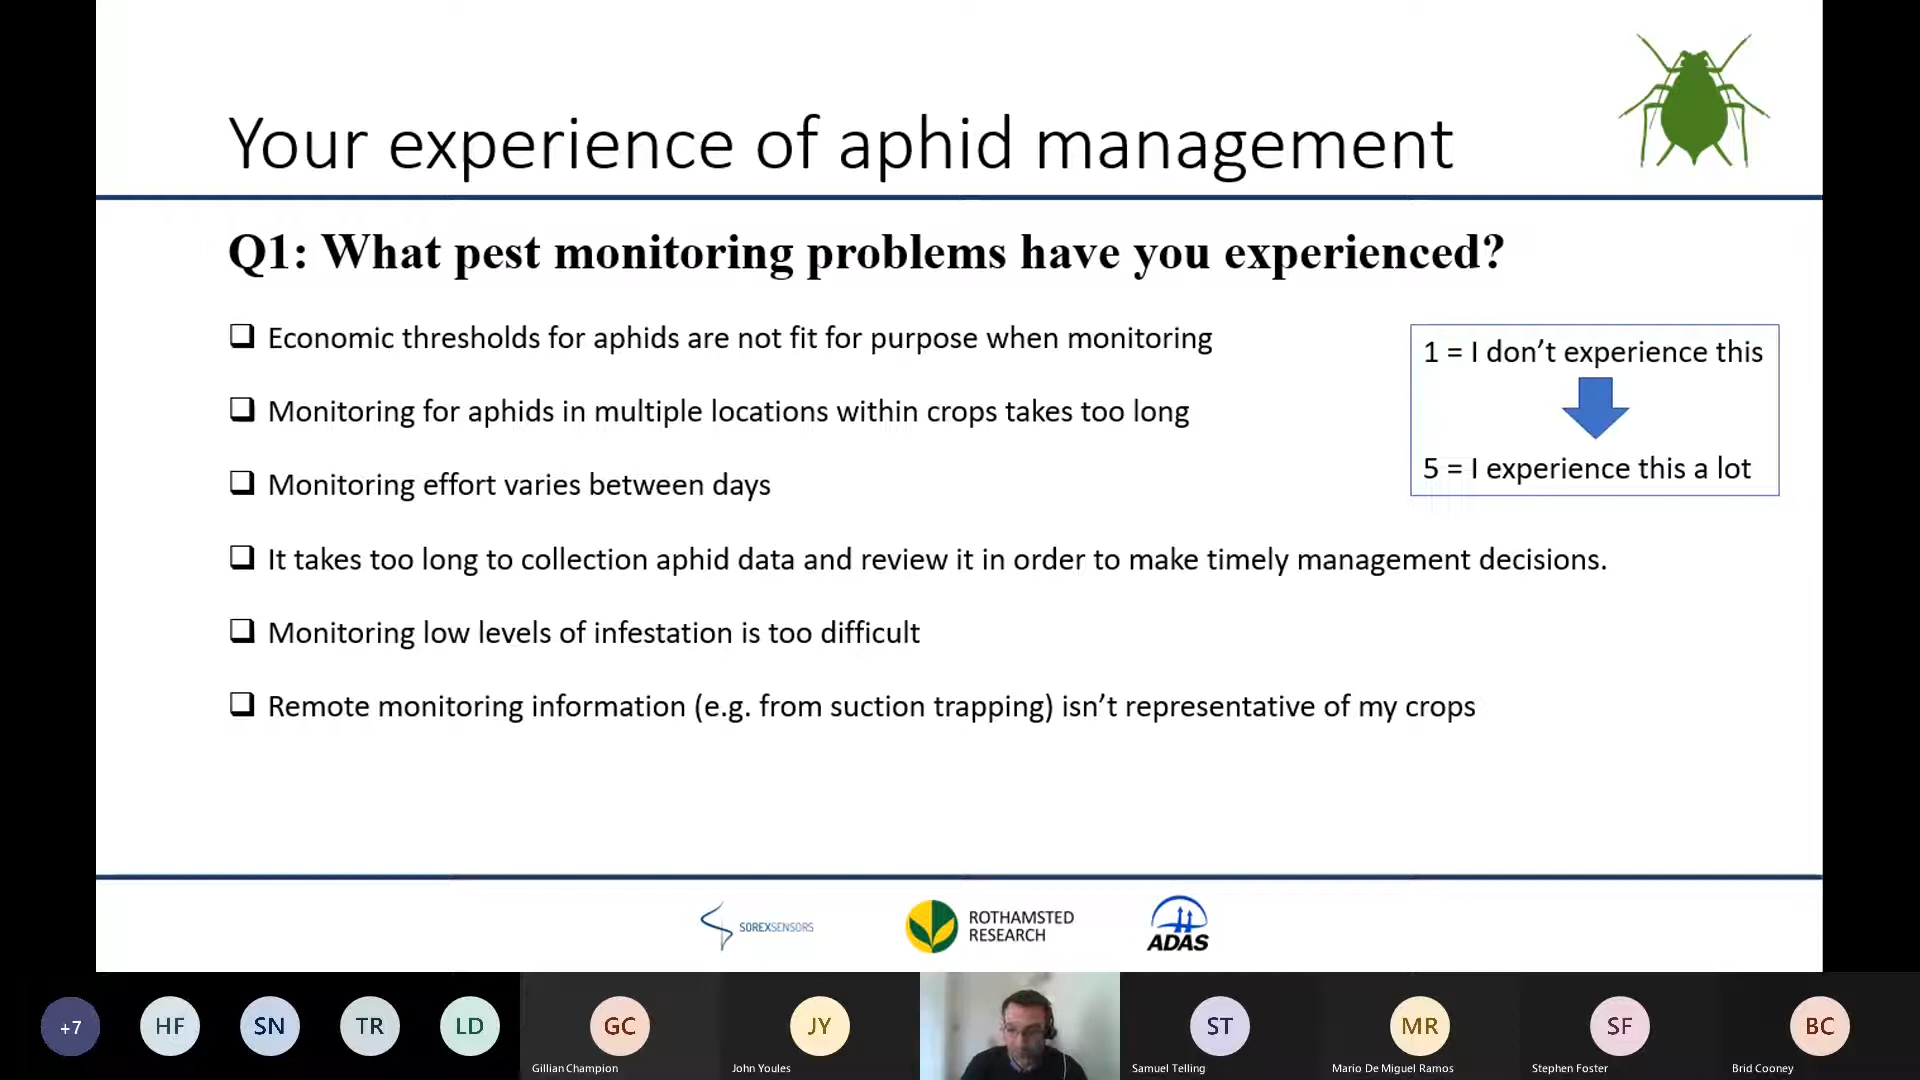 Your experience of aphid management
Q1: What pest monitoring problems have you experienced?
Economic thresholds for aphids are not fit for purpose when monitoring
1 = I don’t experience this
5 = I experience this a lot
Monitoring for aphids in multiple locations within crops takes too long
Monitoring effort varies between days
It takes too long to collection aphid data and review it in order to make timely management decisions.
Monitoring low levels of infestation is too difficult
Remote monitoring information (e.g. from suction trapping) isn’t representative of my crops
SOREXSENSORS
ROTHAMSTED
RESEARCH
ADAS
+7
HF
SN
TR
LD
GC
Gillian Champion
JY
John Youles
ST
Samuel Telling
MR
Mario De Miguel Ramos
SF
Stephen Foster
BC
Brid Cooney